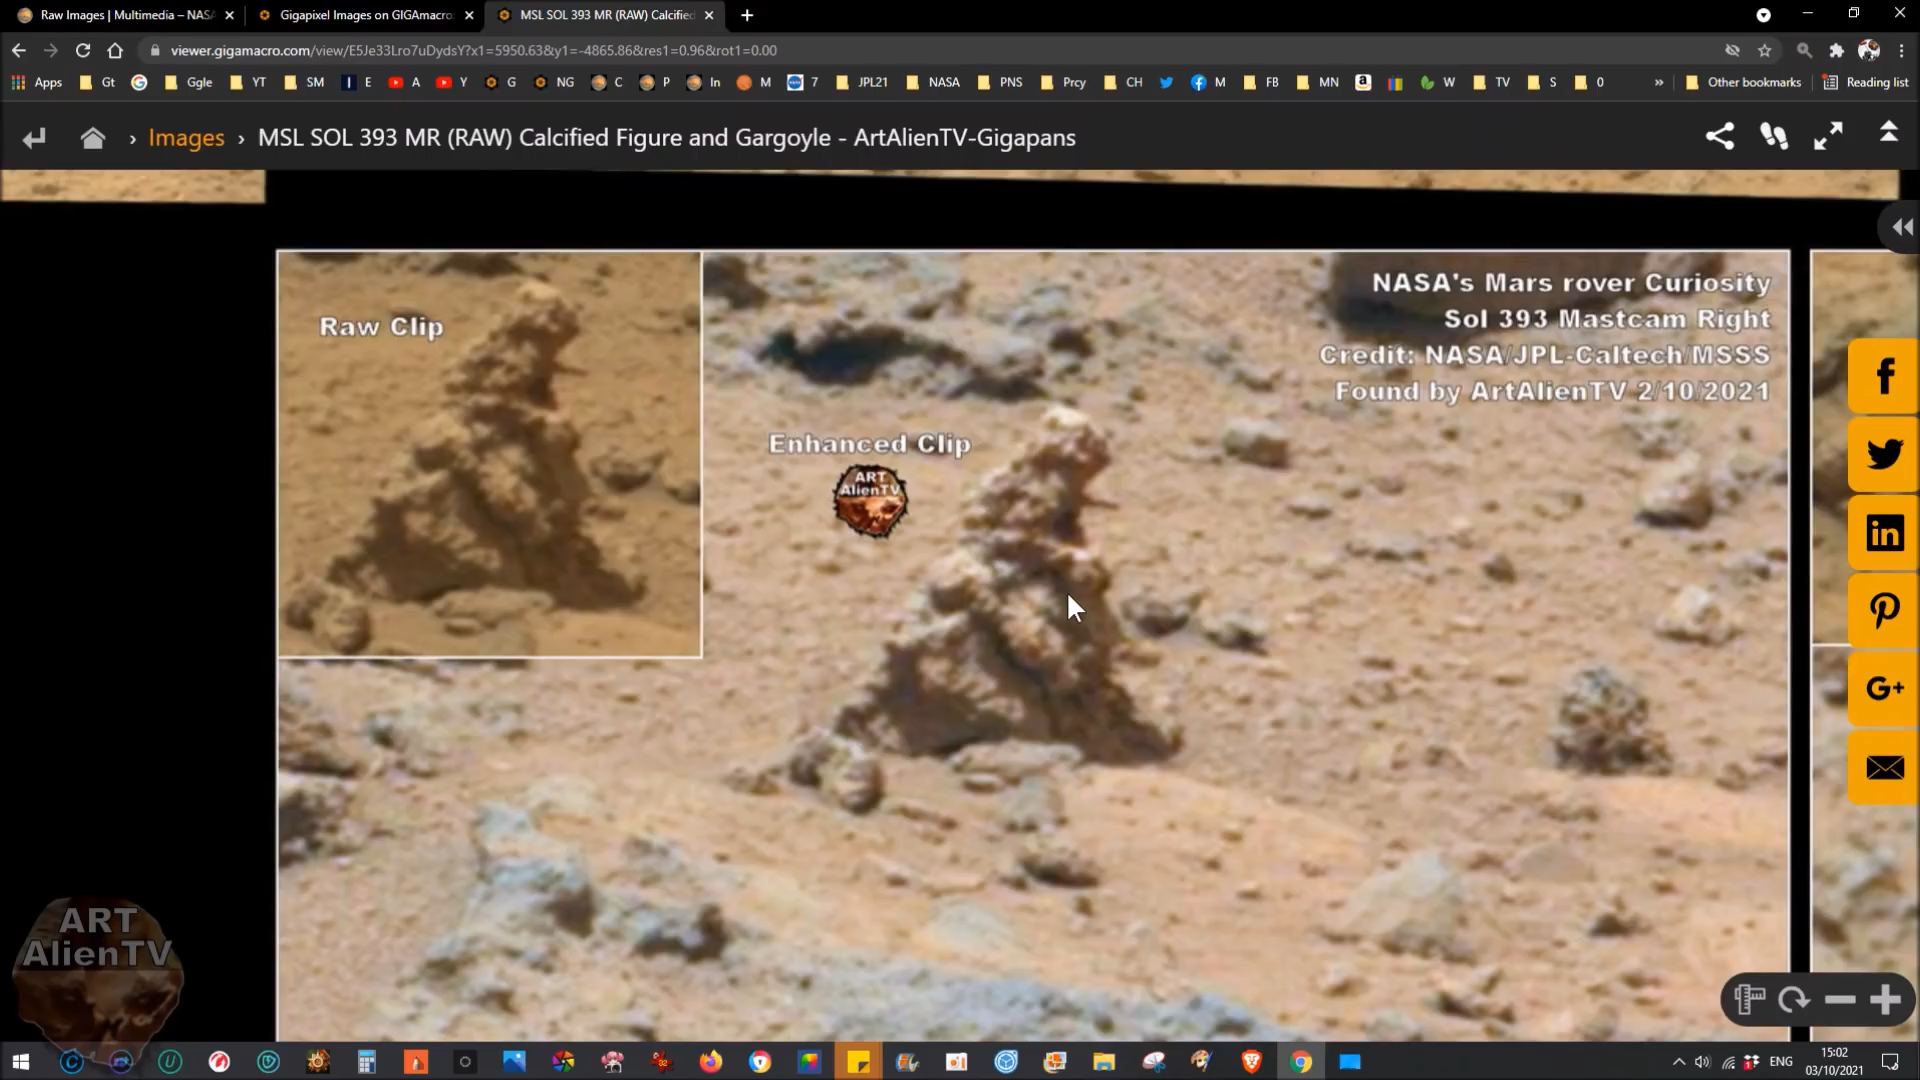 Raw Images | Multimedia – NASA
Gigapixel Images on GIGAmacro
MSL SOL 393 MR (RAW) Calcified
viewer.gigamacro.com/view/E5Je33Lro7uDydsY?x1=5950.63&y1=-4865.86&res1=0.96&rot1=0.00
Apps Gt Ggle YT SM E A Y G NG C P In M 7 JPL21 NASA PNS Prcy CH M FB MN W TV S 0 » Other bookmarks Reading list
› Images › MSL SOL 393 MR (RAW) Calcified Figure and Gargoyle - ArtAlienTV-Gigapans
NASA's Mars rover Curiosity
Sol 393 Mastcam Right
Credit: NASA/JPL-Caltech/MSSS
Found by ArtAlienTV 2/10/2021
Raw Clip
Enhanced Clip
ART
AlienTV
f
in
G+
ART
AlienTV
ENG
15:02
03/10/2021